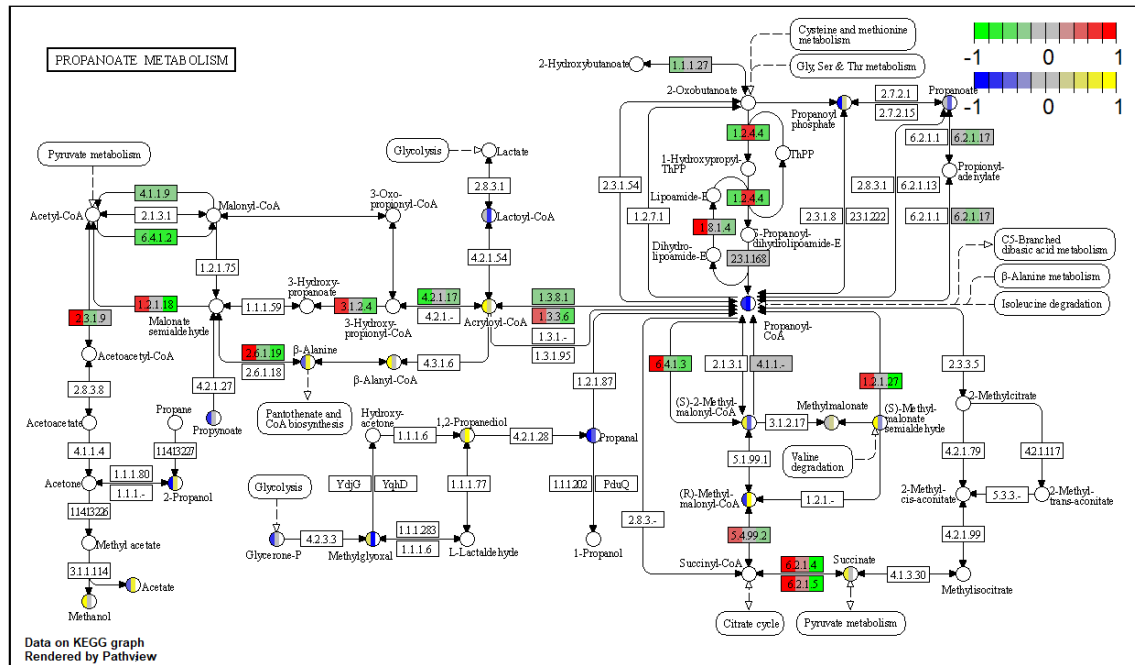 PROPANOATE METABOLISM
Cysteine and methionine
metabolism
Gly, Ser & Thr metabolism
2-Hydroxybutanoate
1.1.1.27
2-Oxobutanoate
-1
0
1
-1
0
1
2.7.2.1
2.7.2.15
Propanoyl
phosphate
Propanoate
6.2.1.1
6.2.1.17
Propionyl-
adenylate
6.2.1.1
6.2.1.17
2.8.3.1
6.2.1.13
2.3.1.8
2.3.1.222
1.2.4.4
1-Hydroxypropyl-
ThPP
ThPP
2.3.1.54
1.2.7.1
Lipoamide-E
1.2.4.4
1.8.1.4
Dihydro-
lipoamide-E
S-Propanoyl-
dihydrolipoamide-E
2.3.1.168
C5-Branched
dibasic acid metabolism
β-Alanine metabolism
Isoleucine degradation
Propanoyl-
CoA
Pyruvate metabolism
Glycolysis
Lactate
2.8.3.1
Lactoyl-CoA
4.2.1.54
Acetyl-CoA
4.1.1.9
2.1.3.1
6.4.1.2
Malonyl-CoA
3-Oxo-
propionyl-CoA
1.2.1.75
3-Hydroxy-
propanoate
1.2.1.18
Malonate
semialdehyde
1.1.1.59
3.1.2.4
3-Hydroxy-
propionyl-CoA
4.2.1.17
4.2.1.-
Acryloyl-CoA
1.3.8.1
1.3.3.6
1.3.1.-
1.3.1.95
2.3.1.9
Acetoacetyl-CoA
2.6.1.19
2.6.1.18
β-Alanine
β-Alanyl-CoA
4.3.1.6
Pantothenate and
CoA biosynthesis
2.8.3.8
Acetoacetate
4.2.1.27
Propynoate
Propane
1.14.13.227
4.1.1.4
Acetone
1.1.1.80
1.1.1.-
2-Propanol
1.14.13.226
Methyl acetate
3.1.1.114
Acetate
Methanol
Glycolysis
Glycerone-P
4.2.3.3
Methylglyoxal
Hydroxy-
acetone
1.1.1.6
1,2-Propanediol
4.2.1.28
Propanal
1.2.1.87
YdjG
YqhD
1.1.1.77
1.1.1.283
1.1.1.6
L-Lactaldehyde
1.1.1.202
PduQ
1-Propanol
6.4.1.3
2.1.3.1
4.1.1.-
1.2.1.27
(S)-2-Methyl-
malonyl-CoA
3.1.2.17
Methylmalonate
(S)-Methyl-
malonate
semialdehyde
5.1.99.1
Valine
degradation
(R)-Methyl-
malonyl-CoA
1.2.1.-
2.8.3.-
5.4.99.2
Succinyl-CoA
6.2.1.4
6.2.1.5
Succinate
Citrate cycle
Pyruvate metabolism
2.3.3.5
2-Methylcitrate
4.2.1.79
4.2.1.117
2-Methyl-
cis-aconitate
5.3.3.-
2-Methyl-
trans-aconitate
4.2.1.99
4.1.3.30
Methylisocitrate
Data on KEGG graph
Rendered by Pathview